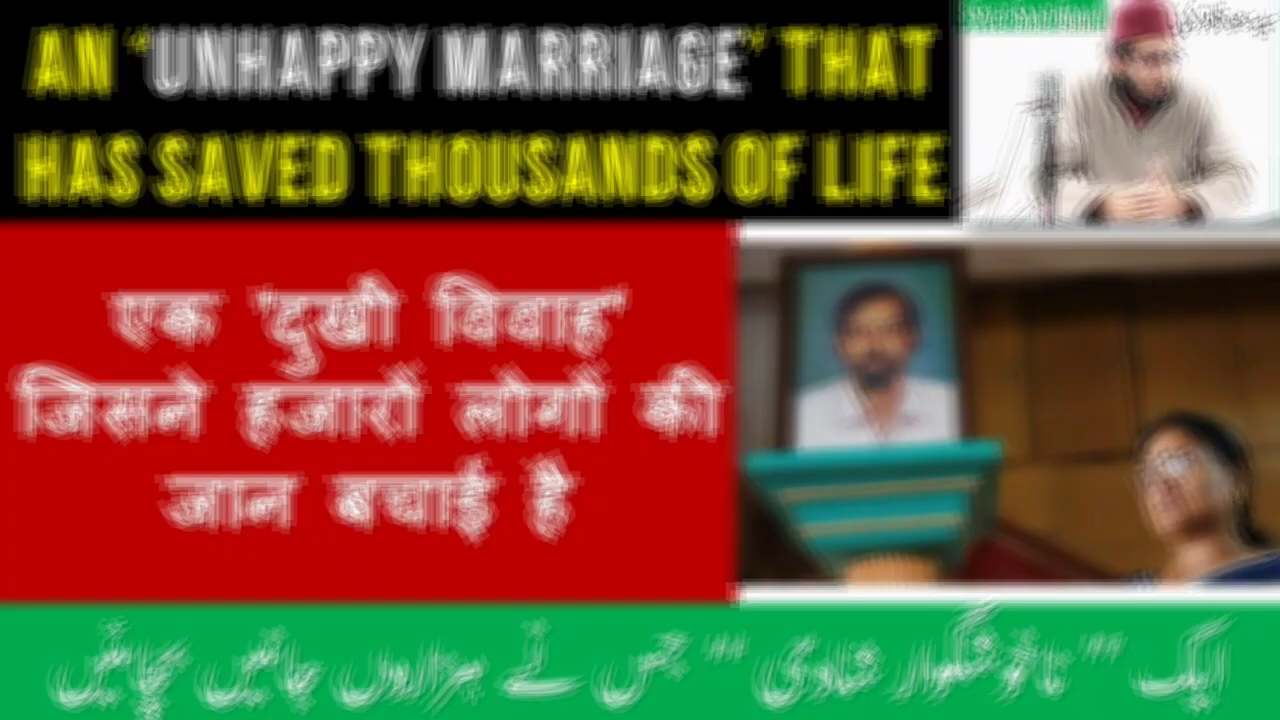 AN ‘UNHAPPY MARRIAGE’ THAT
HAS SAVED THOUSANDS OF LIFE
एक 'दुखी विवाह'
जिसने हजारों लोगों की
जान बचाई है
ایک """ ناخوشگوار شادی """ جس نے ہزاروں جانیں بچائیں